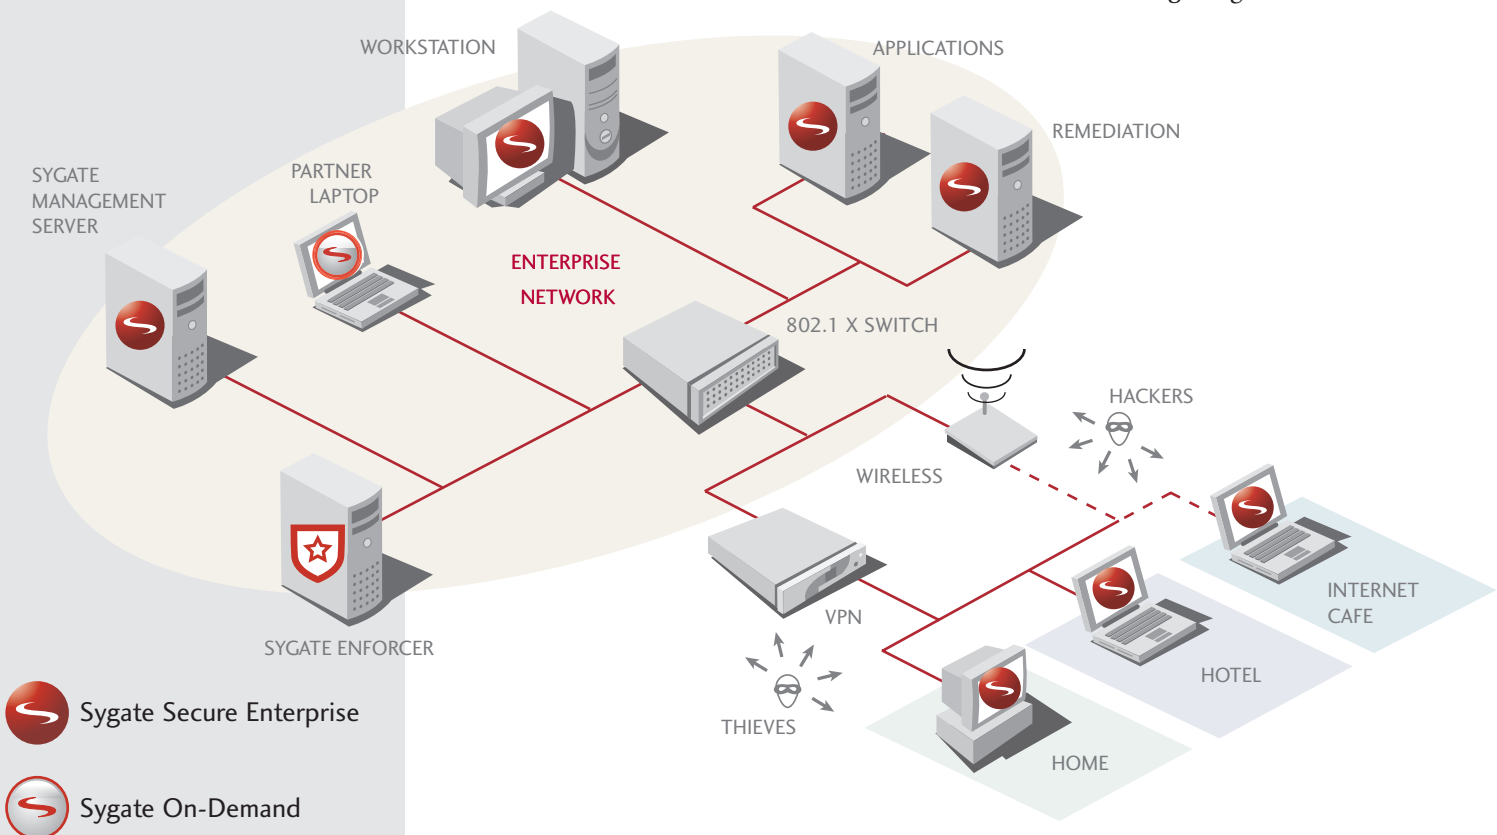 WORKSTATION
APPLICATIONS
REMEDIATION
SYGATE
MANAGEMENT
SERVER
PARTNER
LAPTOP
ENTERPRISE
NETWORK
802.1 X SWITCH
HACKERS
WIRELESS
INTERNET
CAFE
VPN
SYGATE ENFORCER
HOTEL
THIEVES
HOME
Sygate Secure Enterprise
Sygate On-Demand